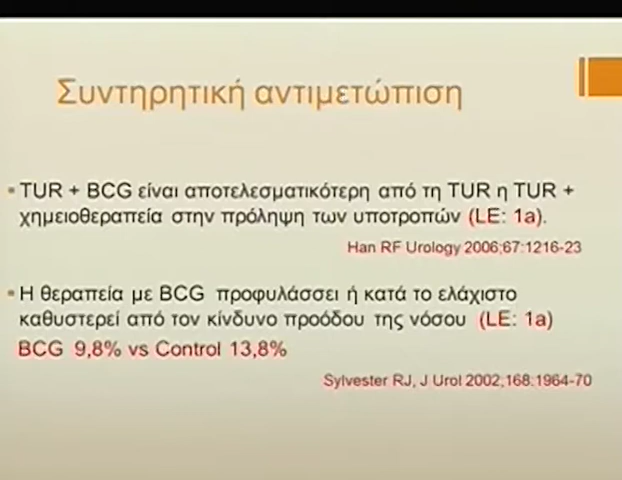 Συντηρητική αντιμετώπιση
▪ TUR + BCG είναι αποτελεσματικότερη από τη TUR η TUR +
χημειοθεραπεία στην πρόληψη των υποτροπών (LE: 1a).
Han RF Urology 2006;67:1216-23
▪ Η θεραπεία με BCG προφυλάσσει ή κατά το ελάχιστο
καθυστερεί από τον κίνδυνο προόδου της νόσου (LE: 1a)
BCG 9,8% vs Control 13,8%
Sylvester RJ, J Urol 2002;168:1964-70